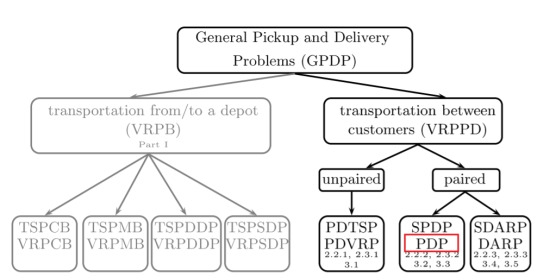 General Pickup and Delivery
Problems (GPDP)
transportation from/to a depot
(VRPB)
Part I
transportation between
customers (VRPPD)
unpaired
paired
TSPCB
VRPCB
TSPMB
VRPMB
TSPDDP
VRPDDP
TSPSDP
VRPSDP
PDTSP
PDVRP
2.2.1, 2.3.1
3.1
SPDP
PDP
2.2.2, 2.3.2
3.2, 3.3
SDARP
DARP
2.2.3, 2.3.3
3.4, 3.5